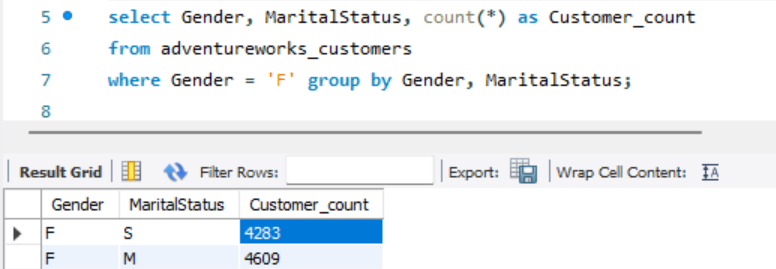 5 select Gender, MaritalStatus, count(*) as Customer_count
6 from adventureworks_customers
7 where Gender = 'F' group by Gender, MaritalStatus;
8
Result Grid Filter Rows: Export: Wrap Cell Content: IA
Gender MaritalStatus Customer_count
F S 4283
F M 4609